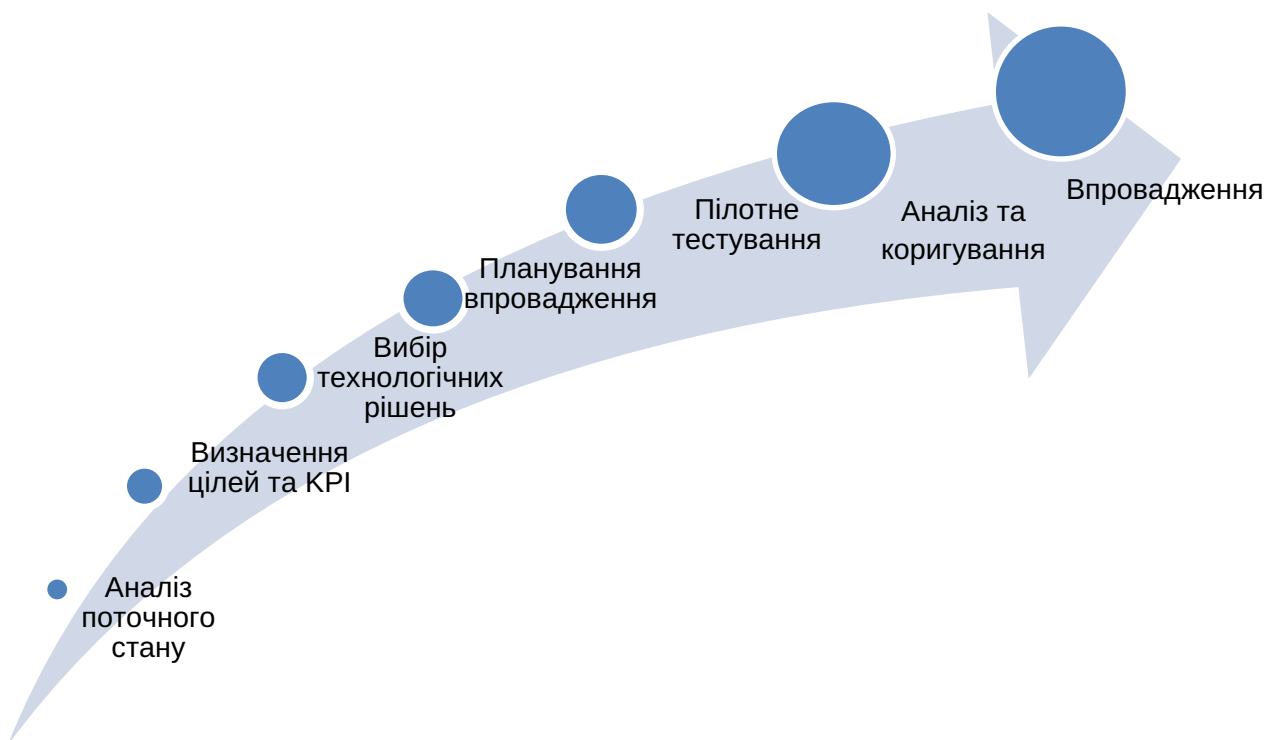 Аналіз
поточного
стану
Визначення
цілей та KPI
Вибір
технологічних
рішень
Планування
впровадження
Пілотне
тестування
Аналіз та
коригування
Впровадження